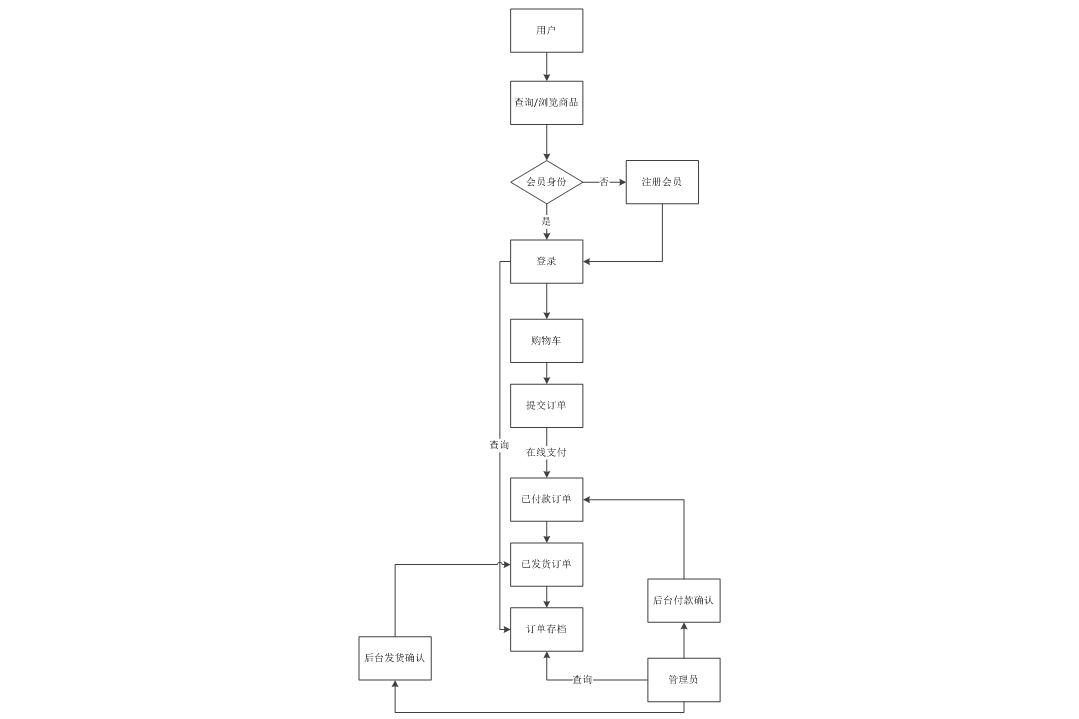 用户
查询/浏览商品
会员身份
否
注册会员
是
登录
购物车
提交订单
查询
在线支付
已付款订单
已发货订单
后台付款确认
订单存档
后台发货确认
查询
管理员